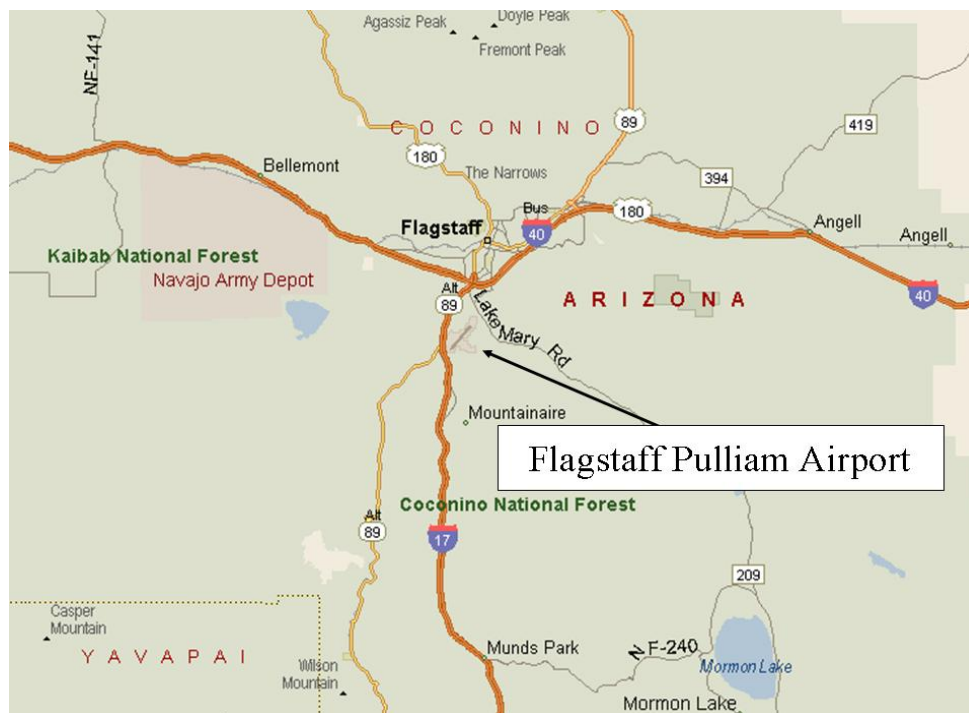 Doyle Peak
Agassiz Peak
Fremont Peak
NF-141
COCONINO
89
419
180
The Narrows
Bellemont
394
Bus
180
Flagstaff
40
Angell
Angell
Kaibab National Forest
Navajo Army Depot
Alt
89
ARIZONA
40
Lake Mary Rd
Mountainaire
Flagstaff Pulliam Airport
Coconino National Forest
Alt
89
17
209
Casper
Mountain
YAVAPAI
Wilson
Mountain
Munds Park
N F-240
Mormon Lake
Mormon Lake